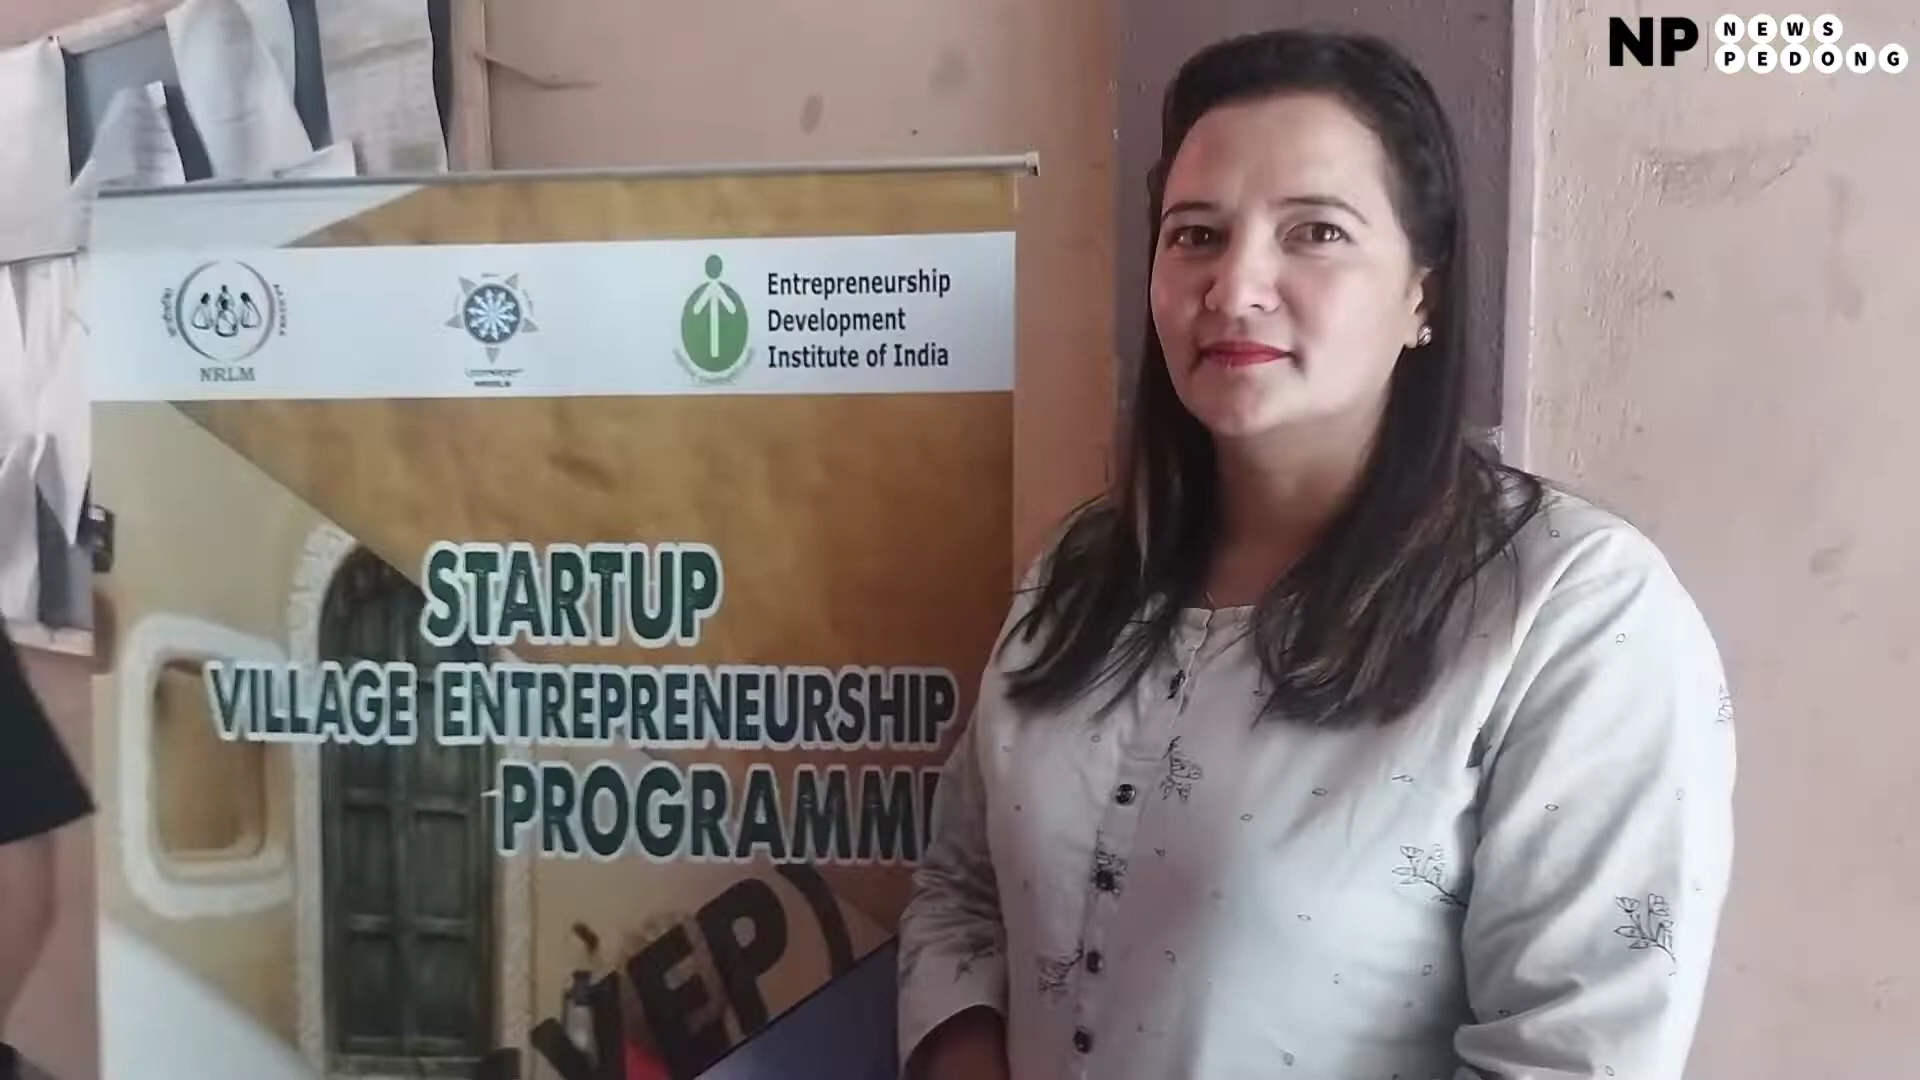 NP NEWS
PEDONG
NRLM
Entrepreneurship
Development
Institute of India
STARTUP
VILLAGE ENTREPRENEURSHIP
PROGRAMM
VEP)